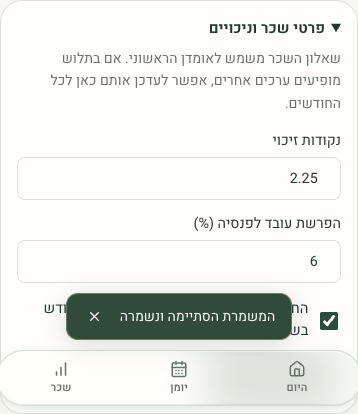 ▼ פרטי שכר וניכויים
שאלון השכר משמש לאומדן הראשוני. אם בתלוש
מופיעים ערכים אחרים, אפשר לעדכן אותם כאן לכל
החודשים.
נקודות זיכוי
2.25
הפרשת עובד לפנסיה (%)
6
המשמרת הסתיימה ונשמרה ×
היום
יומן
שכר